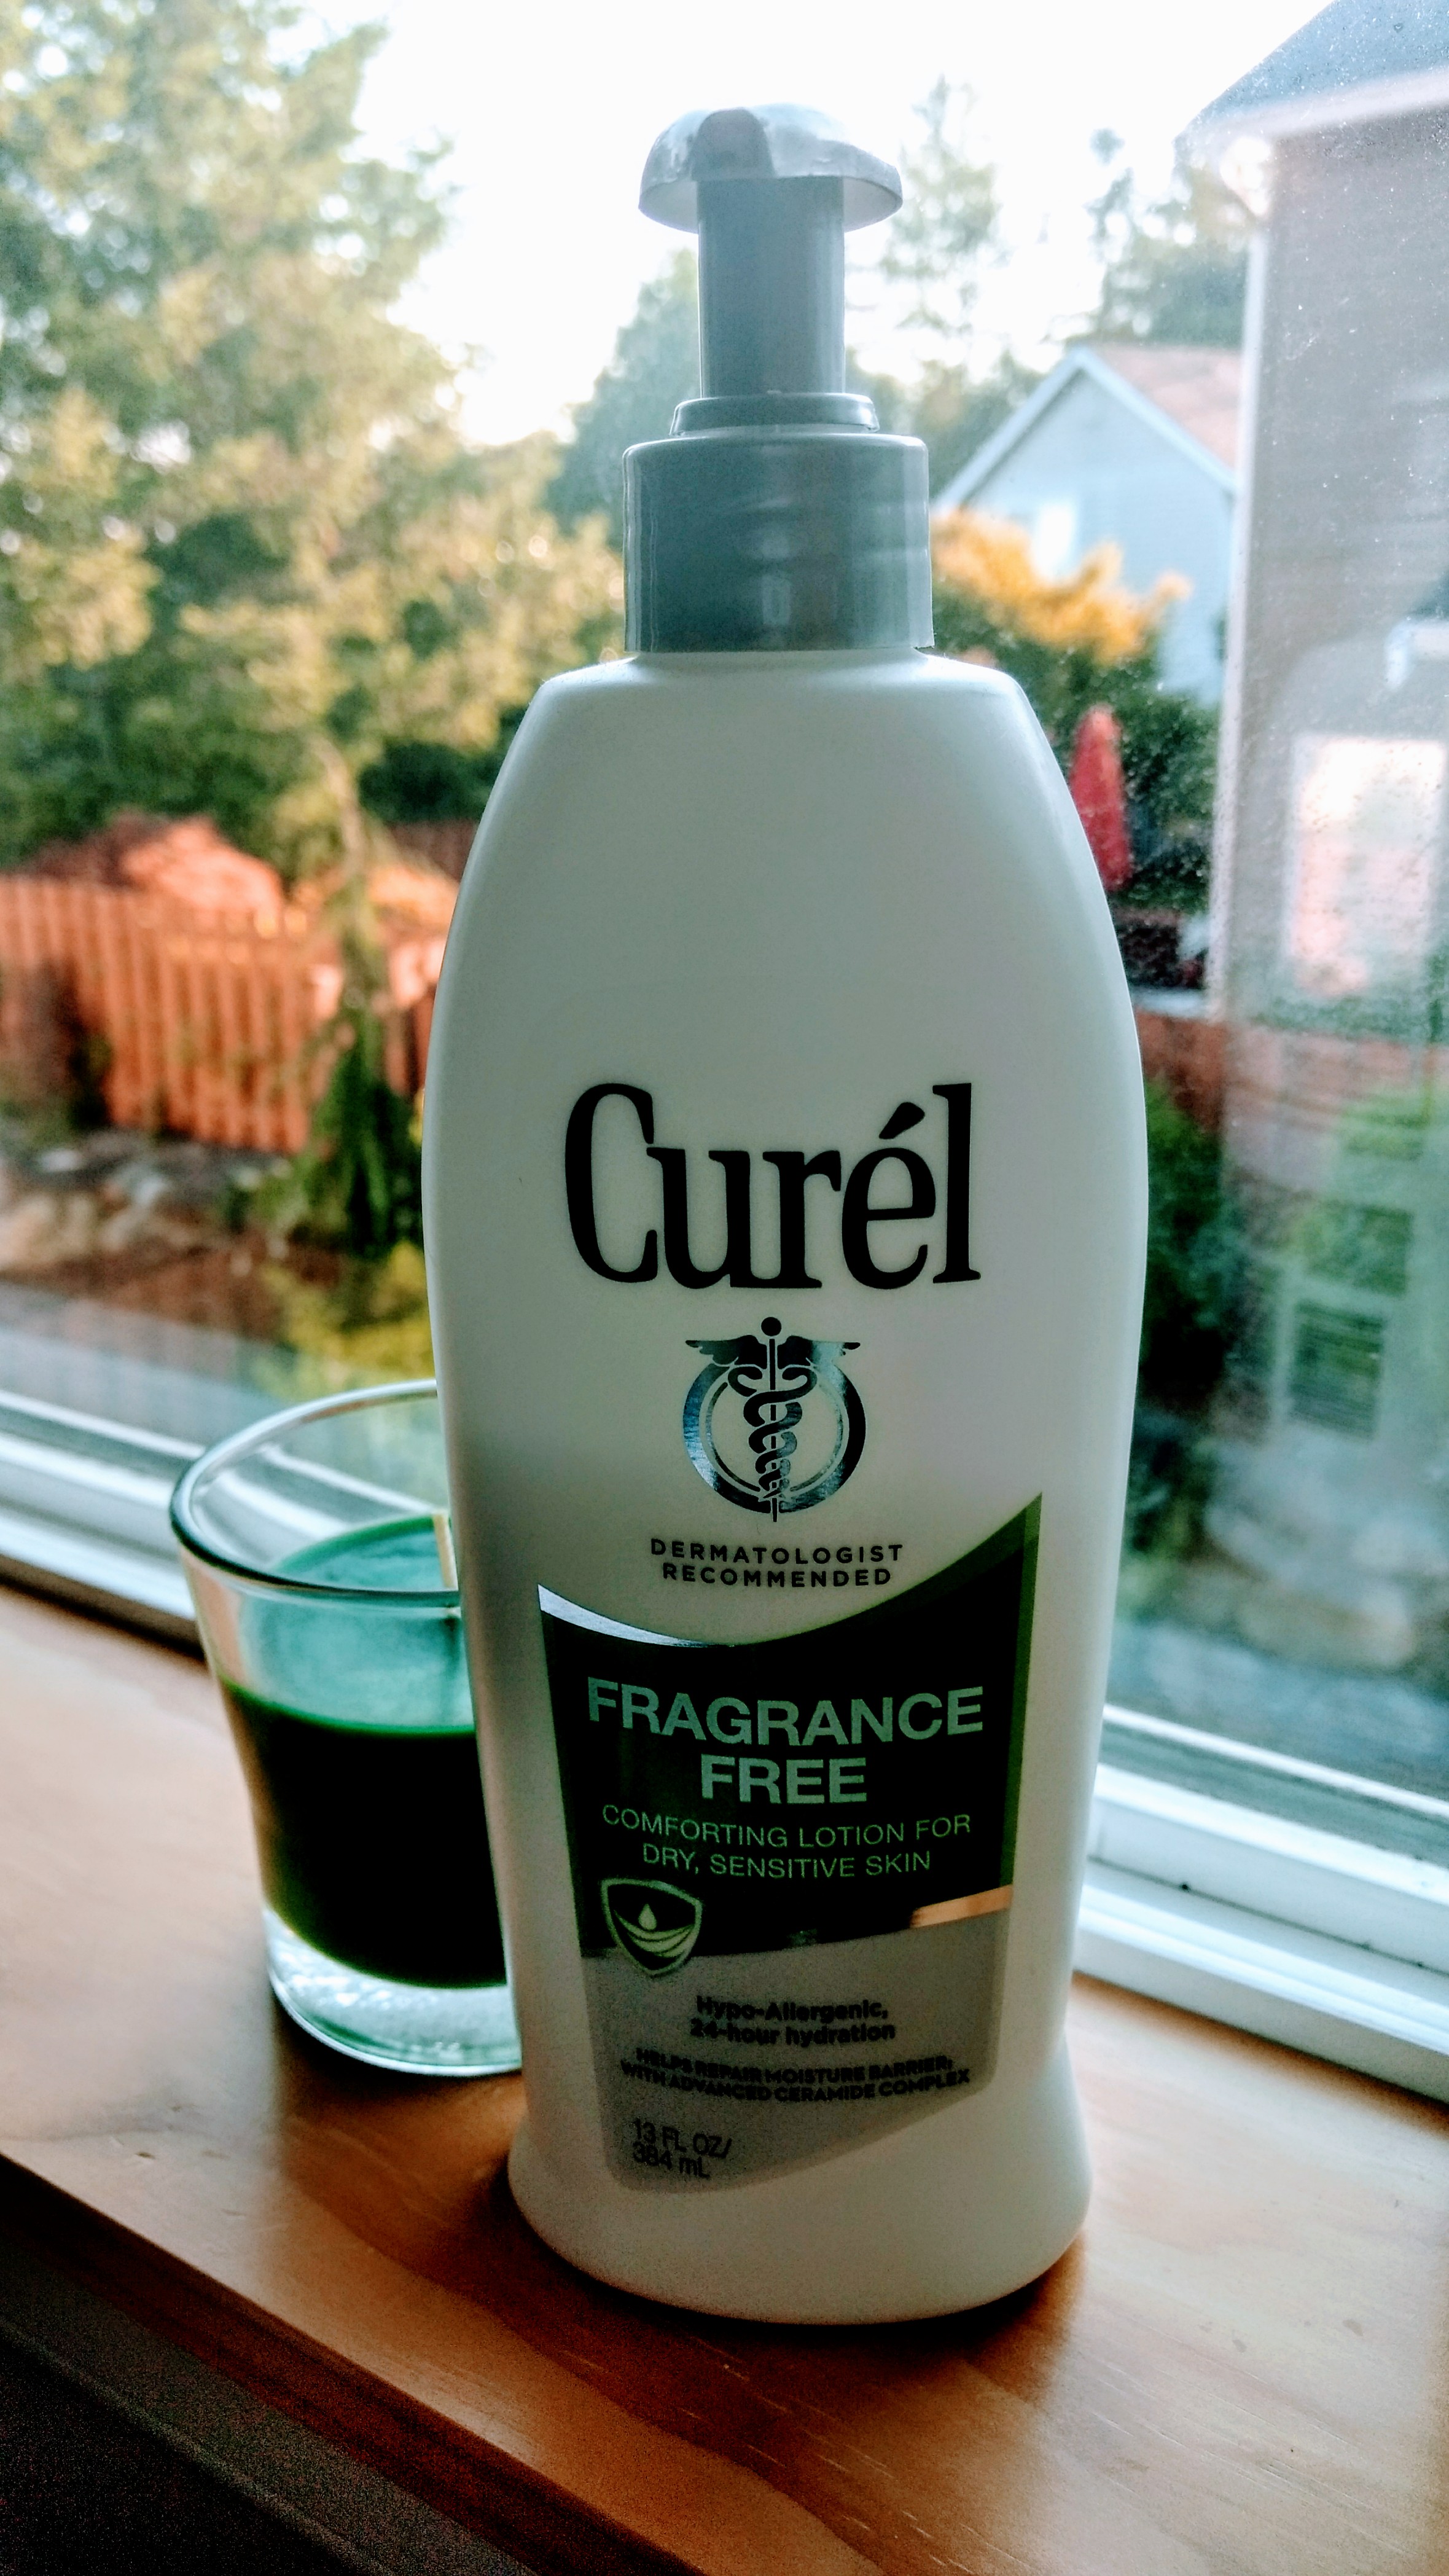 Curél
DERMATOLOGIST
RECOMMENDED
FRAGRANCE
FREE
COMFORTING LOTION FOR
DRY, SENSITIVE SKIN
Hypo-Allergenic,
24-hour hydration
HELPS REPAIR MOISTURE BARRIER,
WITH ADVANCED CERAMIDE COMPLEX
13 FL OZ/
384 mL